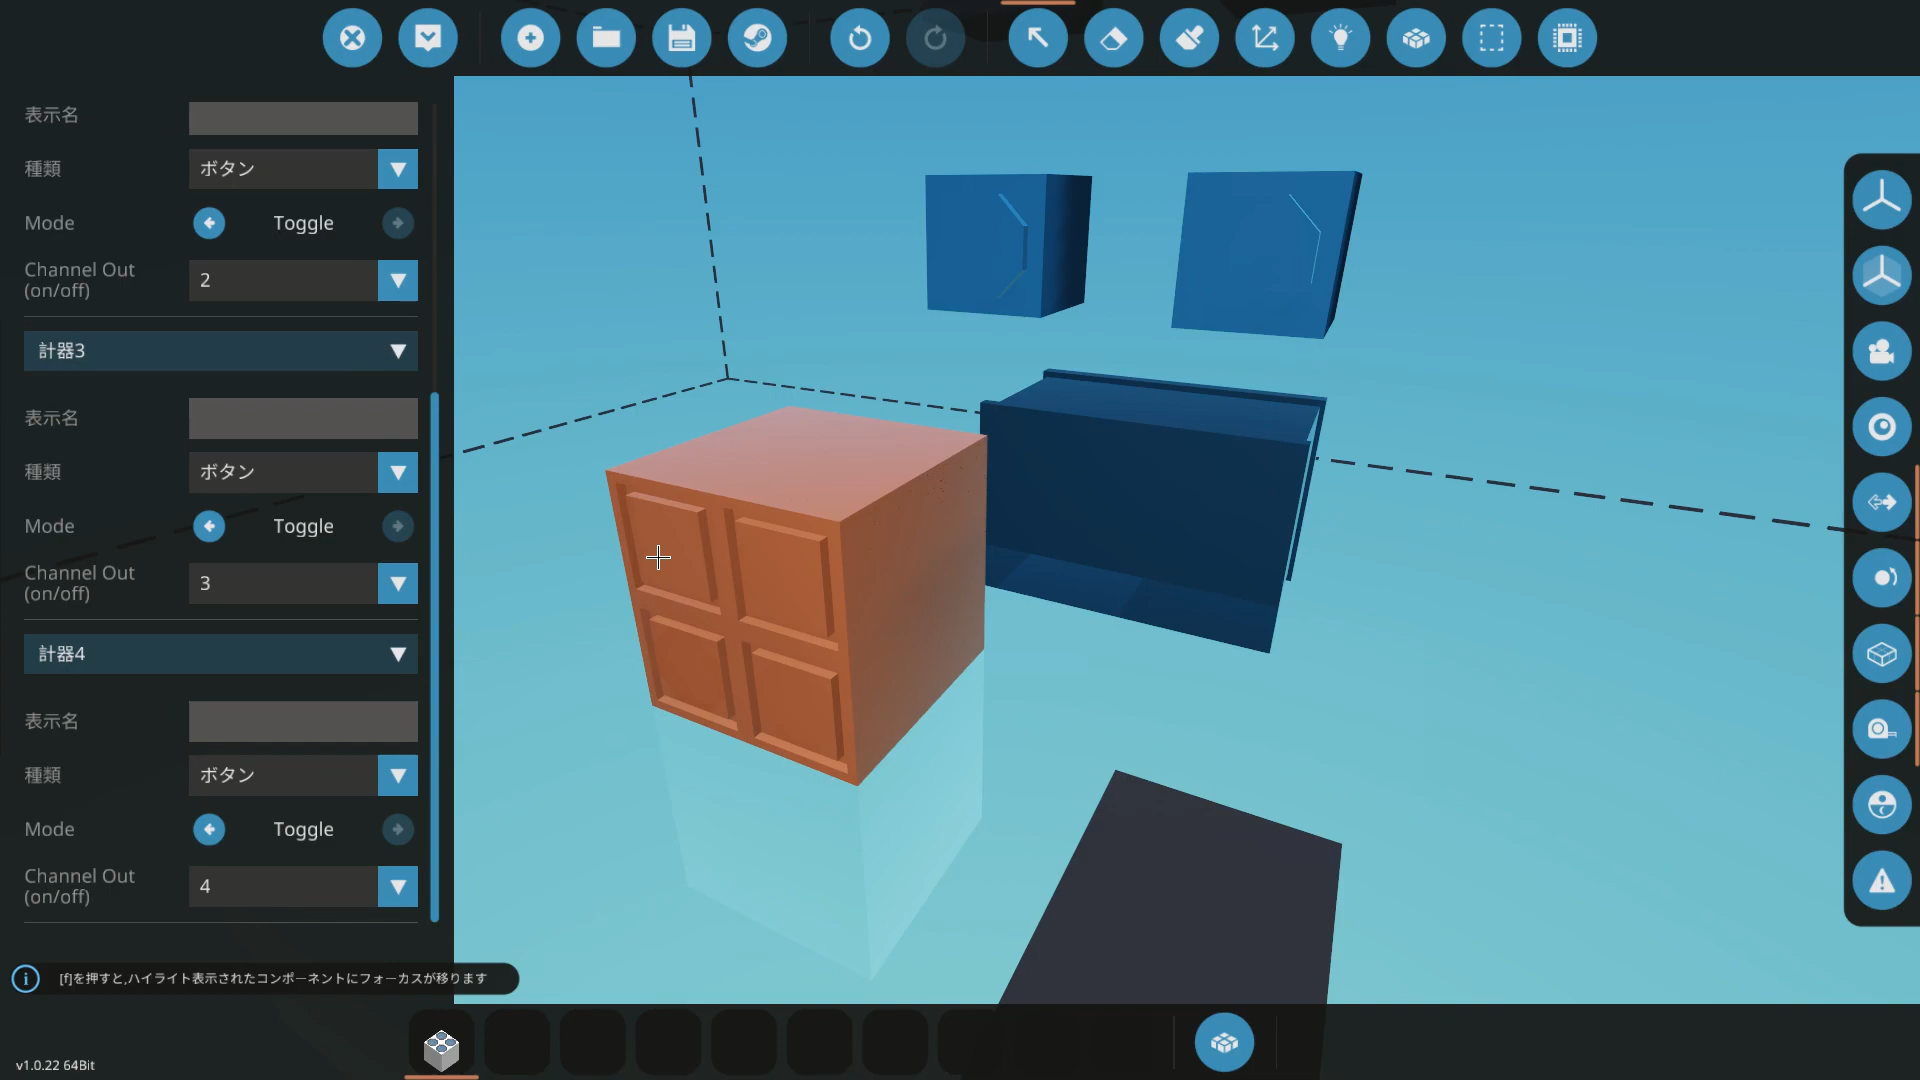 表示名
種類
ボタン
Mode
Toggle
Channel Out
(on/off)
2
計器3
表示名
種類
ボタン
Mode
Toggle
Channel Out
(on/off)
3
計器4
表示名
種類
ボタン
Mode
Toggle
Channel Out
(on/off)
4
[f]を押すと,ハイライト表示されたコンポーネントにフォーカスが移ります
v1.0.22 64Bit